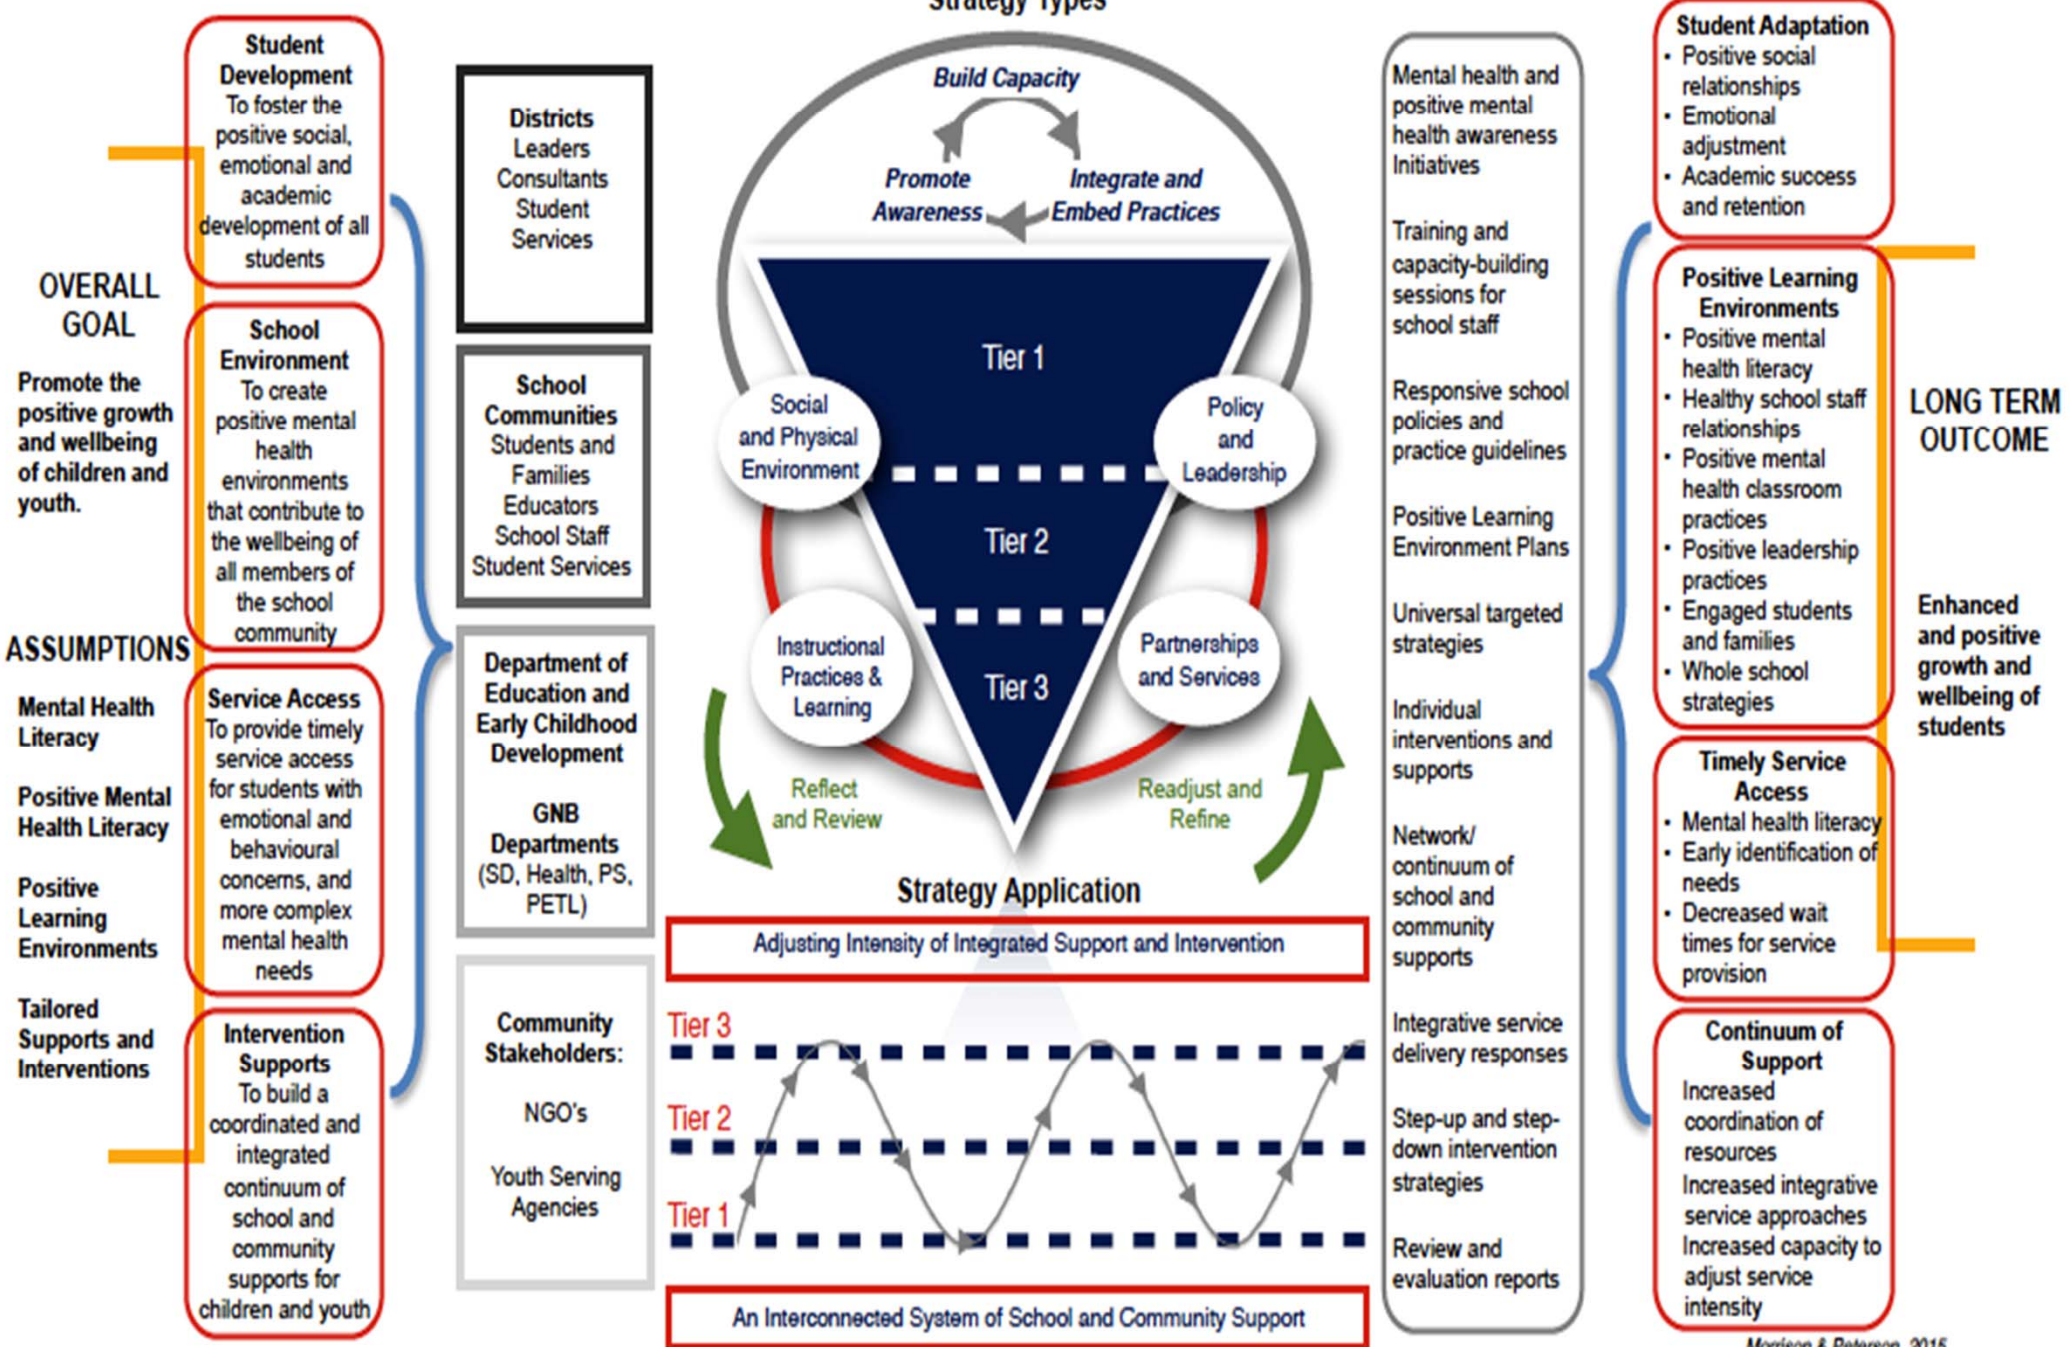 OVERALL
GOAL
Promote the
positive growth
and wellbeing
of children and
youth.
ASSUMPTIONS
Mental Health
Literacy
Positive Mental
Health Literacy
Positive
Learning
Environments
Tailored
Supports and
Interventions
Student
Development
To foster the
positive social,
emotional and
academic
development of all
students
School
Environment
To create
positive mental
health
environments
that contribute to
the wellbeing of
all members of
the school
community
Service Access
To provide timely
service access
for students with
emotional and
behavioural
concerns, and
more complex
mental health
needs
Intervention
Supports
To build a
coordinated and
integrated
continuum of
school and
community
supports for
children and youth
Districts
Leaders
Consultants
Student
Services
School
Communities
Students and
Families
Educators
School Staff
Student Services
Department of
Education and
Early Childhood
Development
GNB
Departments
(SD, Health, PS,
PETL)
Community
Stakeholders:
NGO's
Youth Serving
Agencies
Strategy Types
Build Capacity
Promote
Awareness
Integrate and
Embed Practices
Tier 1
Social
and Physical
Environment
Policy
and
Leadership
Tier 2
Instructional
Practices &
Learning
Partnerships
and Services
Tier 3
Reflect
and Review
Readjust and
Refine
Strategy Application
Adjusting Intensity of Integrated Support and Intervention
Tier 3
Tier 2
Tier 1
An Interconnected System of School and Community Support
Mental health and
positive mental
health awareness
Initiatives
Training and
capacity-building
sessions for
school staff
Responsive school
policies and
practice guidelines
Positive Learning
Environment Plans
Universal targeted
strategies
Individual
interventions and
supports
Network/
continuum of
school and
community
supports
Integrative service
delivery responses
Step-up and step-
down intervention
strategies
Review and
evaluation reports
Student Adaptation
• Positive social
relationships
• Emotional
adjustment
• Academic success
and retention
Positive Learning
Environments
• Positive mental
health literacy
• Healthy school staff
relationships
• Positive mental
health classroom
practices
• Positive leadership
practices
• Engaged students
and families
• Whole school
strategies
Timely Service
Access
• Mental health literacy
• Early identification of
needs
• Decreased wait
times for service
provision
Continuum of
Support
Increased
coordination of
resources
Increased integrative
service approaches
Increased capacity to
adjust service
intensity
LONG TERM
OUTCOME
Enhanced
and positive
growth and
wellbeing of
students
Morrison & Peterson, 2015